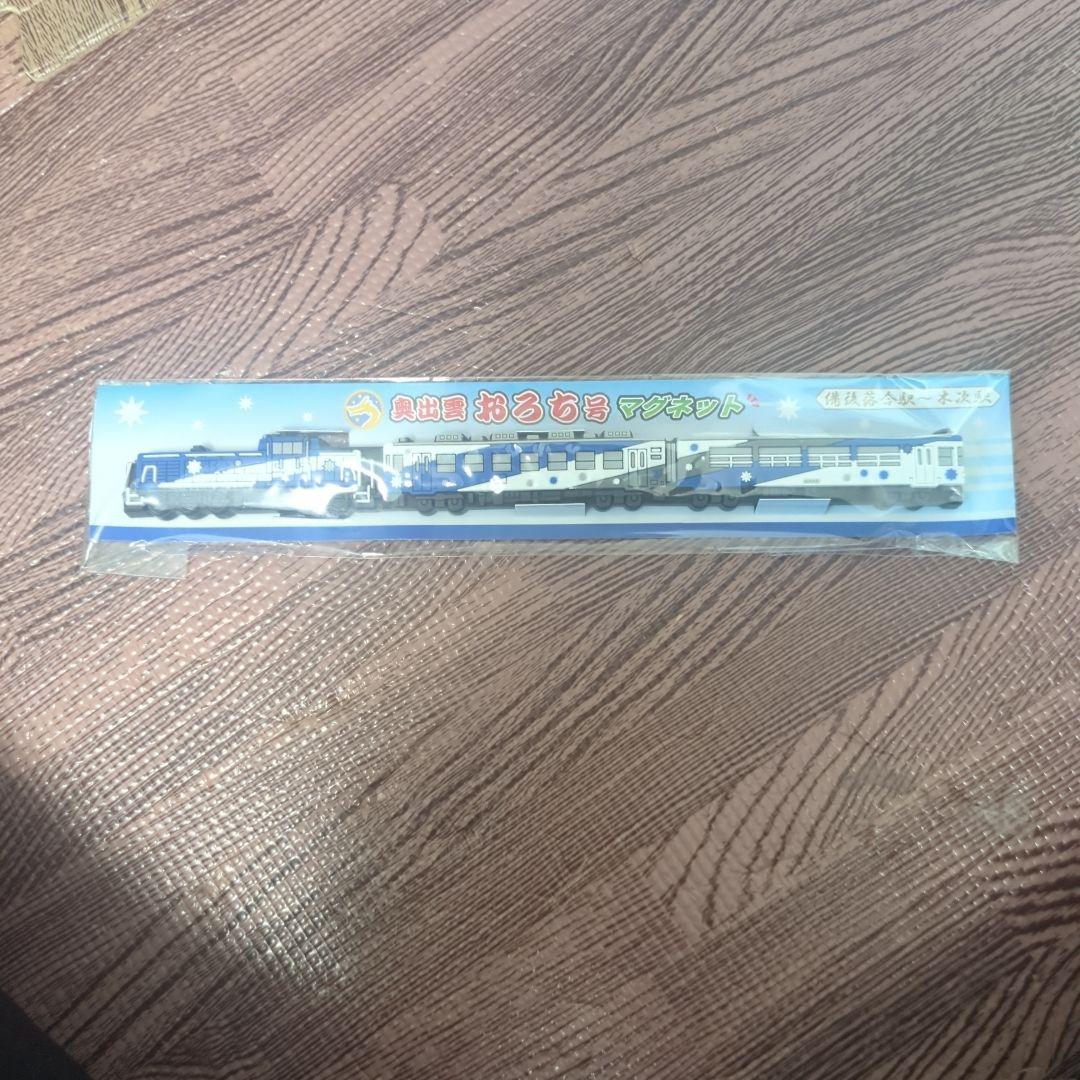 奥出雲 おろち号 マグネット
備後落合駅〜木次駅